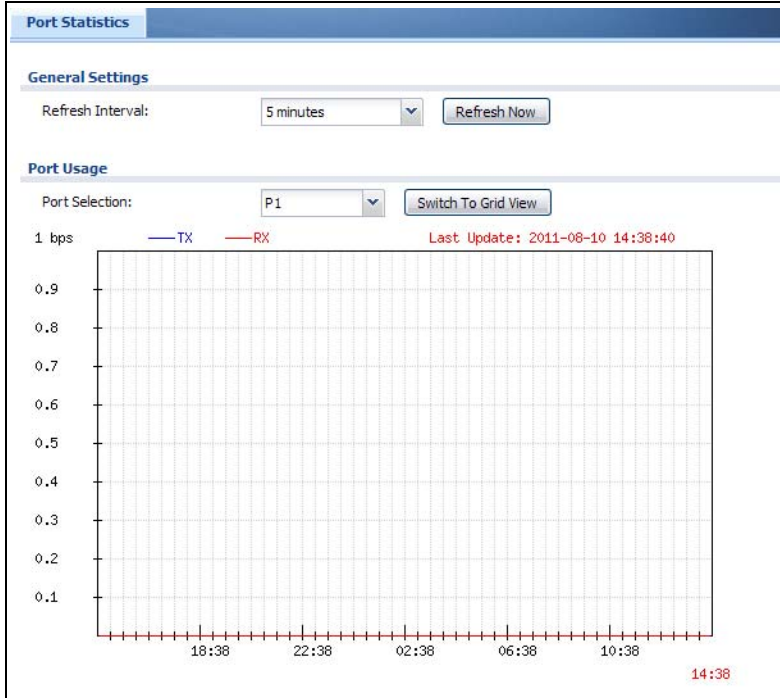 Port Statistics
General Settings
Refresh Interval: 5 minutes Refresh Now
Port Usage
Port Selection: P1 Switch To Grid View
1 bps TX RX Last Update: 2011-08-10 14:38:40
0.9
0.8
0.7
0.6
0.5
0.4
0.3
0.2
0.1
18:38 22:38 02:38 06:38 10:38
14:38